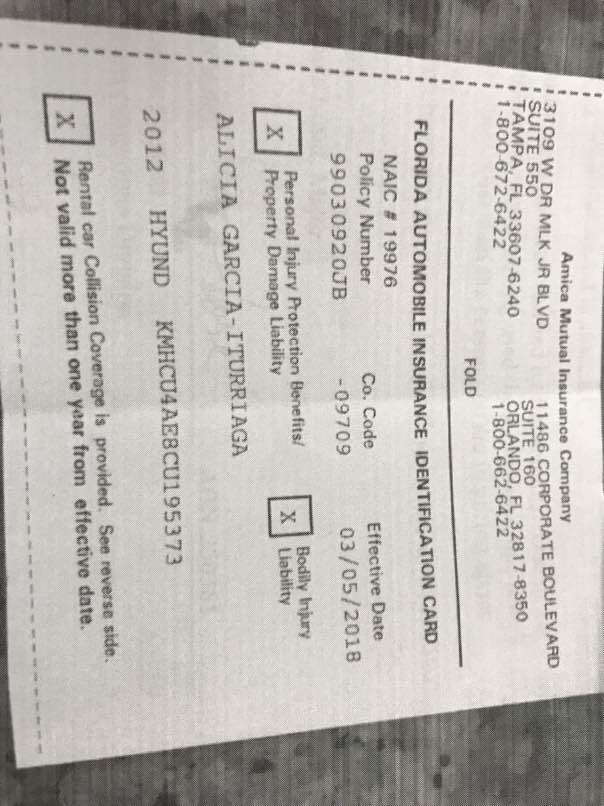 Amica Mutual Insurance Company
3109 W DR MLK JR BLVD 11486 CORPORATE BOULEVARD
SUITE 550 SUITE 160
TAMPA, FL 33607-6240 ORLANDO, FL 32817-8350
1-800-672-6422 1-800-662-6422
FOLD
FLORIDA AUTOMOBILE INSURANCE IDENTIFICATION CARD
NAIC # 19976
Policy Number Co. Code Effective Date
99030920JB -09709 03/05/2018
X Personal Injury Protection Benefits/ X Bodily Injury
Property Damage Liability Liability
ALICIA GARCIA-ITURRIAGA
2012 HYUND KMHCU4AE8CU195373
X Rental car Collision Coverage is provided. See reverse side.
Not valid more than one year from effective date.